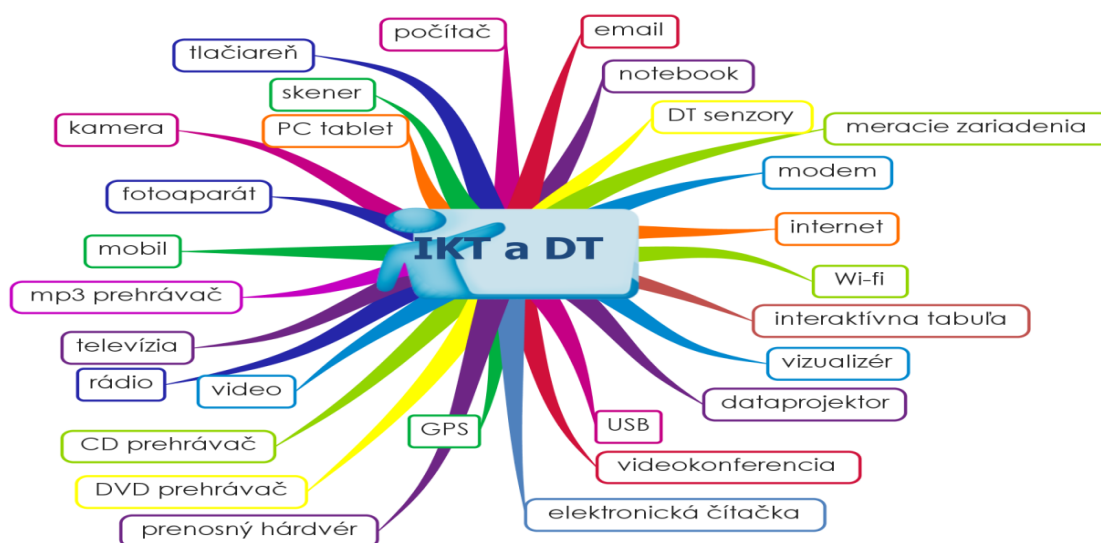 počítač
email
tlačiareň
notebook
skener
DT senzory
kamera
PC tablet
meracie zariadenia
modem
fotoaparát
internet
mobil
IKT a DT
Wi-fi
mp3 prehrávač
interaktívna tabuľa
televízia
vizualizér
rádio
video
dataprojektor
CD prehrávač
GPS
USB
videokonferencia
DVD prehrávač
elektronická čítačka
prenosný hárdvér